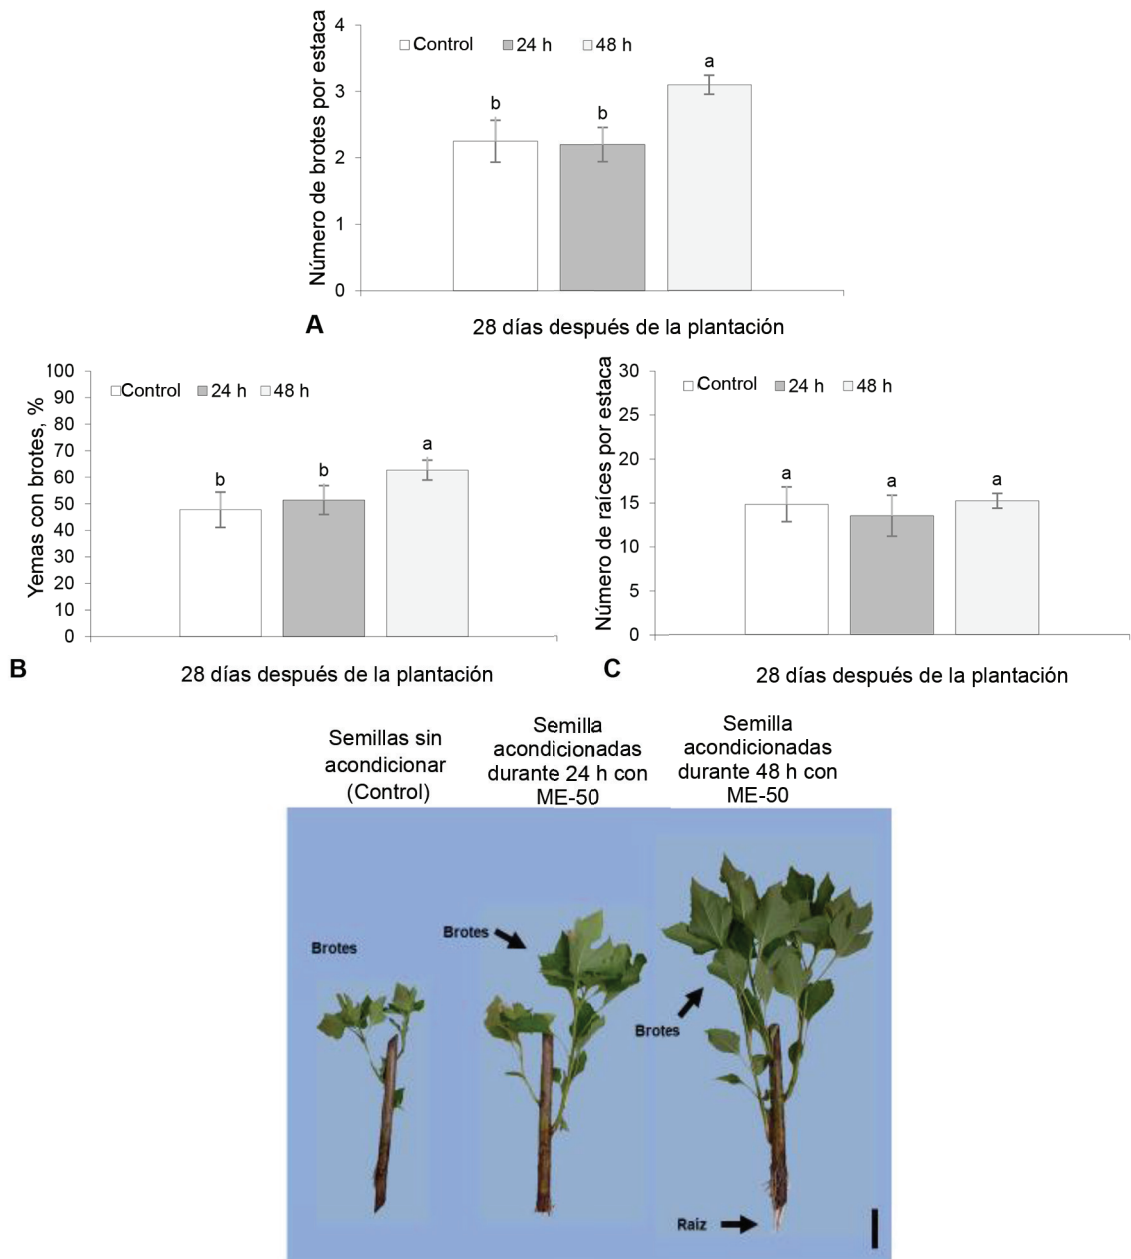 Número de brotes por estaca
4
3
2
1
0
Control 24 h 48 h
b
b
a
A
28 días después de la plantación
Yemas con brotes, %
100
90
80
70
60
50
40
30
20
10
0
Control 24 h 48 h
b
b
a
B
28 días después de la plantación
Número de raíces por estaca
30
25
20
15
10
5
0
Control 24 h 48 h
a
a
a
C
28 días después de la plantación
Semillas sin
acondicionar
(Control)
Semilla
acondicionadas
durante 24 h con
ME-50
Semilla
acondicionadas
durante 48 h con
ME-50
Brotes
Brotes
Brotes
Raíz